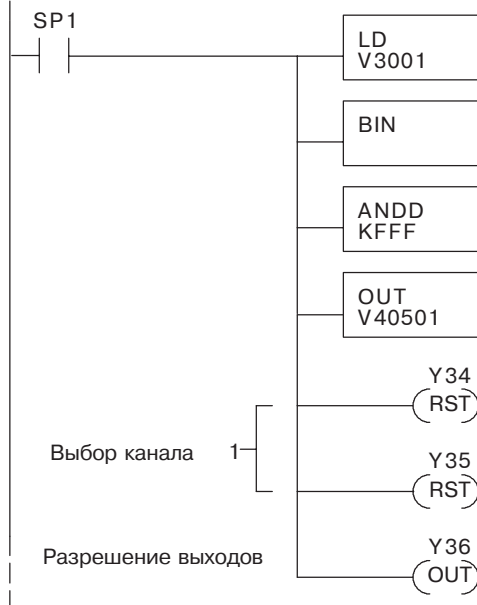 SP1
LD
V3001
BIN
ANDD
KFFF
OUT
V40501
Y34
RST
Выбор канала 1
Y35
RST
Разрешение выходов
Y36
OUT